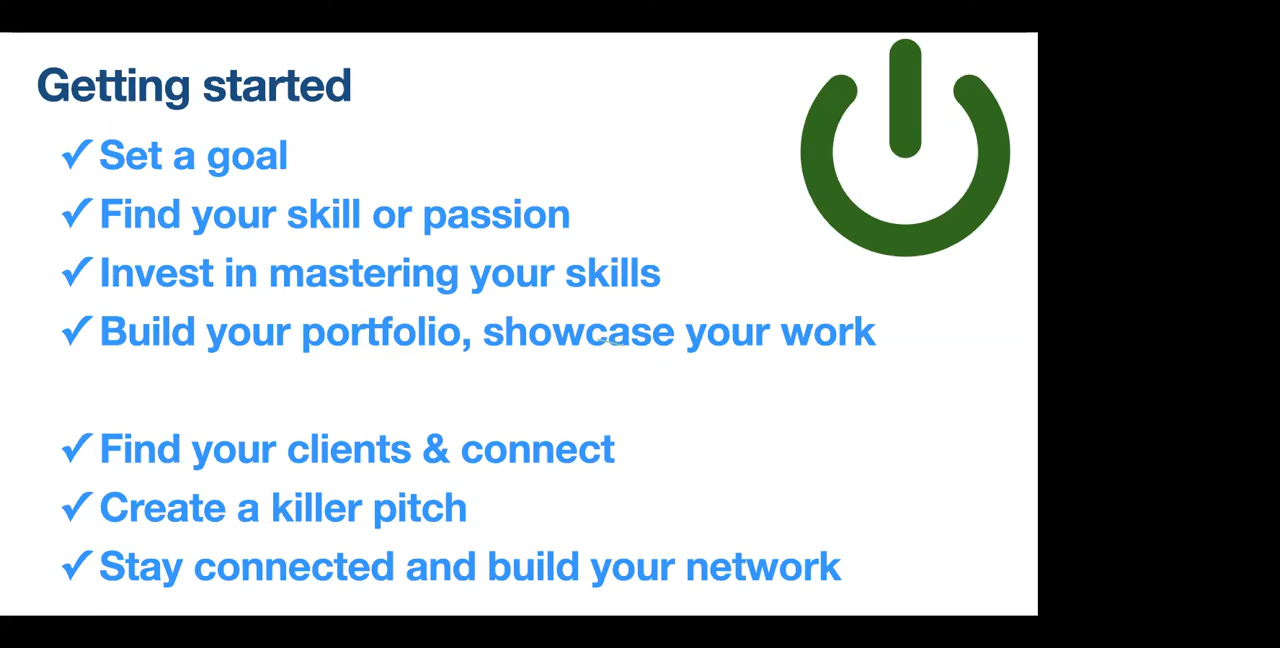 Getting started
✓ Set a goal
✓ Find your skill or passion
✓ Invest in mastering your skills
✓ Build your portfolio, showcase your work
✓ Find your clients & connect
✓ Create a killer pitch
✓ Stay connected and build your network